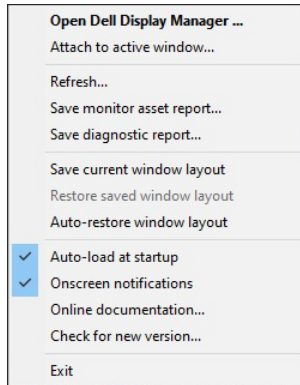 Open Dell Display Manager ...
Attach to active window...
Refresh...
Save monitor asset report...
Save diagnostic report...
Save current window layout
Restore saved window layout
Auto-restore window layout
Auto-load at startup
Onscreen notifications
Online documentation...
Check for new version...
Exit